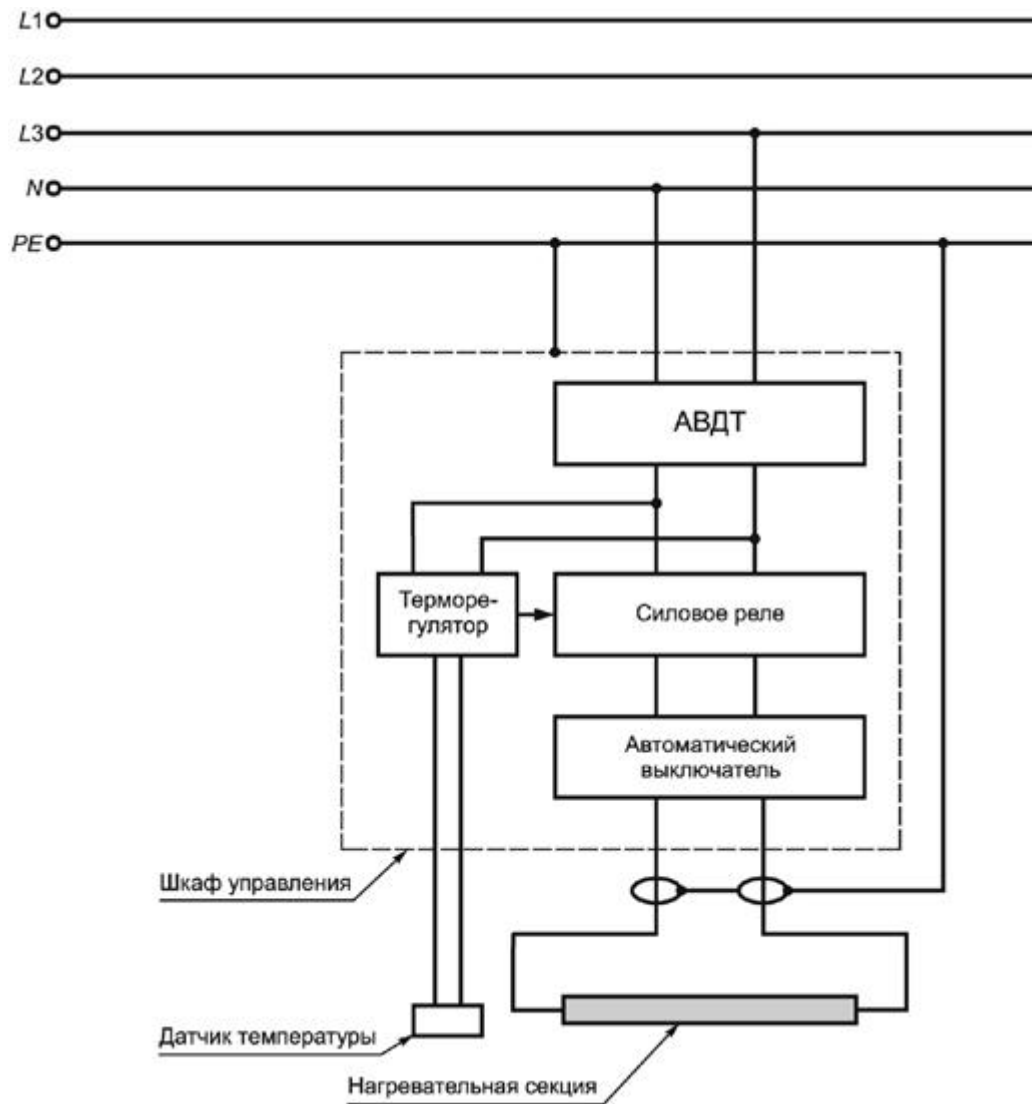 L1
L2
L3
N
PE
АВДТ
Терморе-
гулятор
Силовое реле
Автоматический
выключатель
Шкаф управления
Датчик температуры
Нагревательная секция